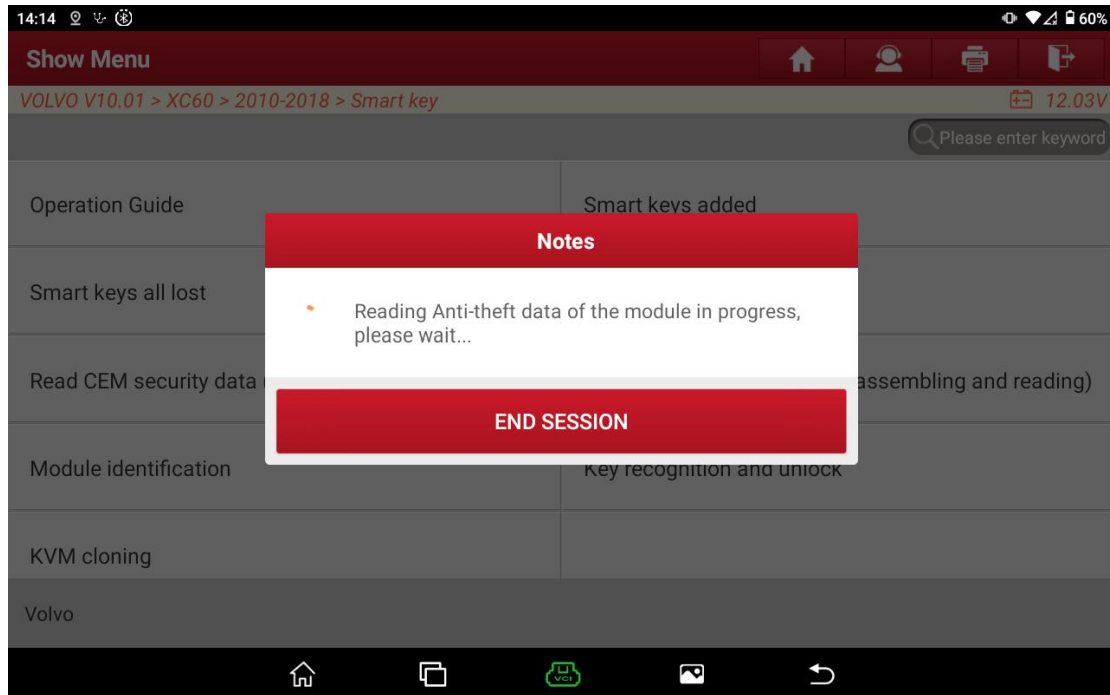 14:14
60%
Show Menu
VOLVO V10.01 > XC60 > 2010-2018 > Smart key
12.03V
Please enter keyword
Operation Guide
Smart keys added
Notes
Smart keys all lost
Reading Anti-theft data of the module in progress,
please wait...
Read CEM security data
assembling and reading)
END SESSION
Module identification
Key recognition and unlock
KVM cloning
Volvo
VCI